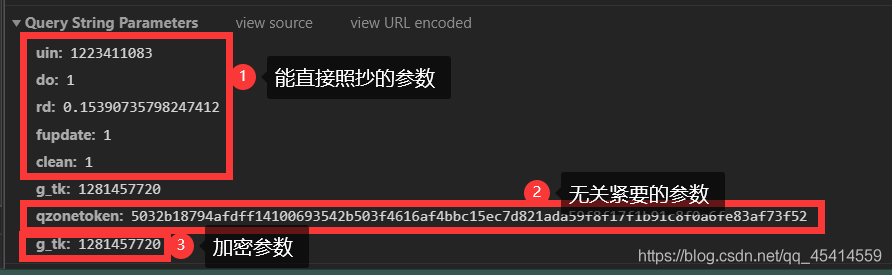 Query String Parameters view source view URL encoded
uin: 1223411083
do: 1
1 能直接照抄的参数
rd: 0.15390735798247412
fupdate: 1
clean: 1
g_tk: 1281457720
2 无关紧要的参数
qzonetoken: 5032b18794afdff14100693542b503f4616af4bbc15ec7d821ada59f8f17f1b91c8f0a6fe83af73f52
g_tk: 1281457720 3 加密参数
https://blog.csdn.net/qq_45414559